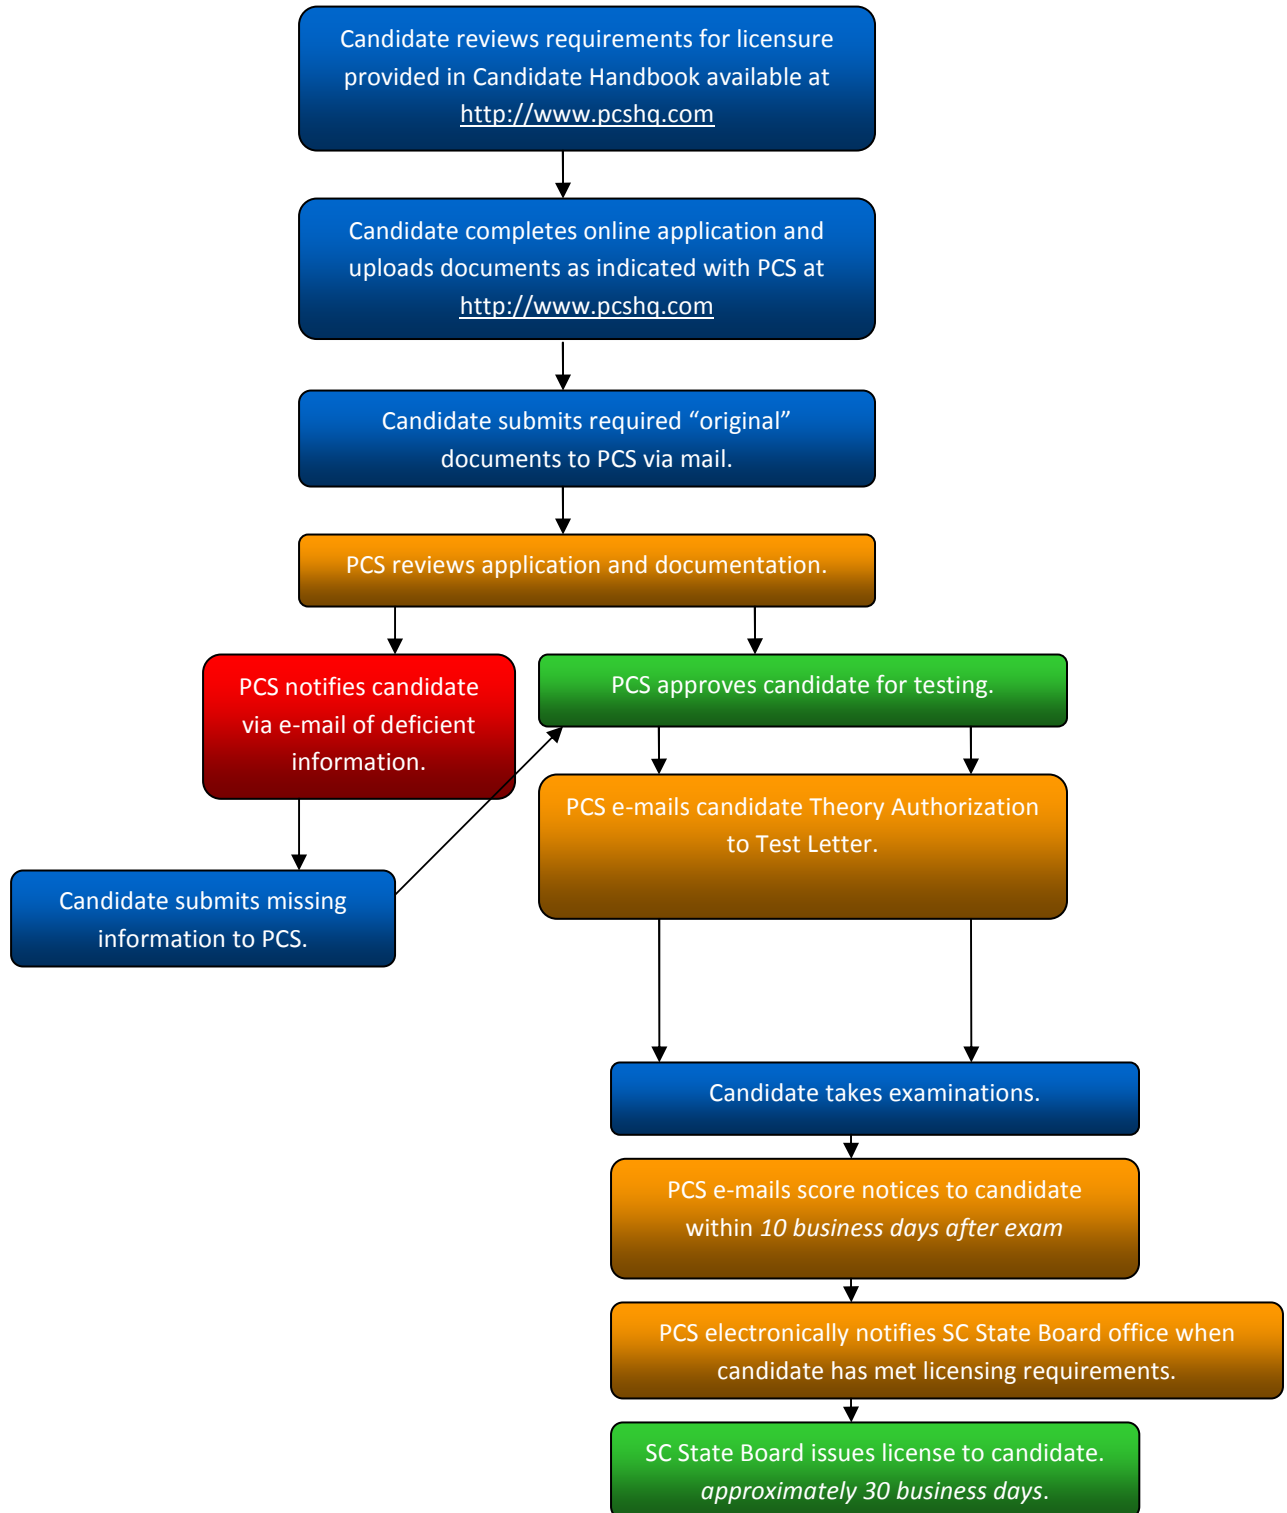 Candidate reviews requirements for licensure
provided in Candidate Handbook available at
http://www.pcshq.com
Candidate completes online application and
uploads documents as indicated with PCS at
http://www.pcshq.com
Candidate submits required “original”
documents to PCS via mail.
PCS reviews application and documentation.
PCS notifies candidate
via e-mail of deficient
information.
PCS approves candidate for testing.
PCS e-mails candidate Theory Authorization
to Test Letter.
Candidate submits missing
information to PCS.
Candidate takes examinations.
PCS e-mails score notices to candidate
within 10 business days after exam
PCS electronically notifies SC State Board office when
candidate has met licensing requirements.
SC State Board issues license to candidate.
approximately 30 business days.